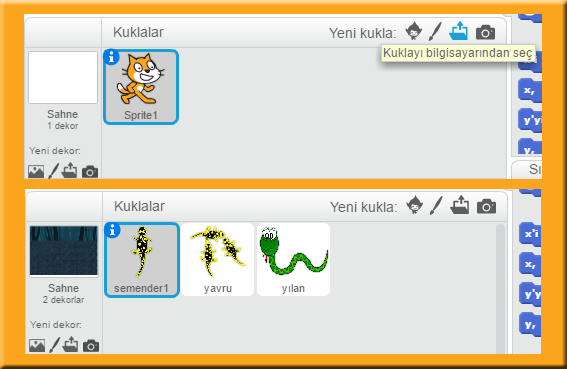 Kuklalar
Yeni kukla:
Kuklayı bilgisayarından seç
Sahne
1 dekor
Yeni dekor:
Sprite1
x,
y'y
y,
Sı
Kuklalar
Yeni kukla:
Sahne
2 dekorlar
Yeni dekor:
semender1
yavru
yılan
x'i
x,
y'y
y,